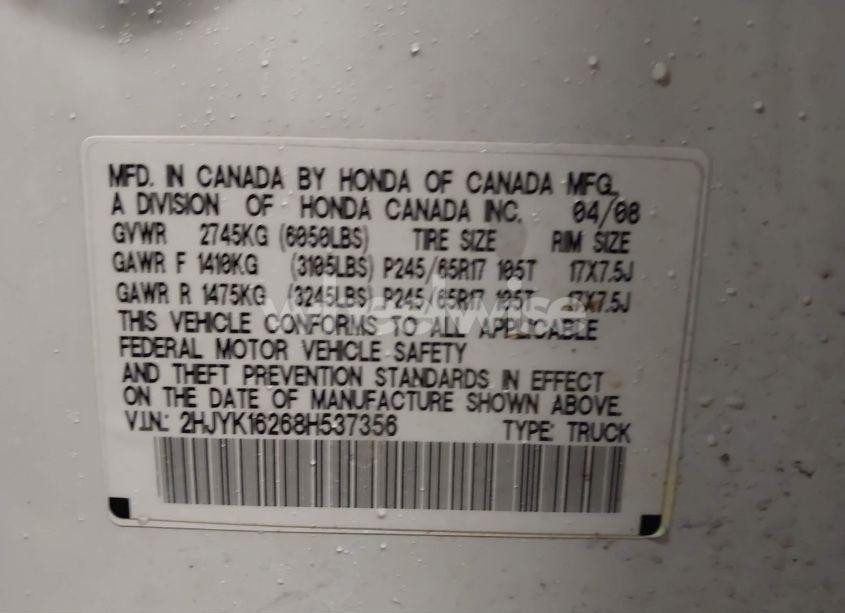 MFD. IN CANADA BY HONDA OF CANADA MFG.,
A DIVISION OF HONDA CANADA INC. 04/08
GVWR 2745KG (6050LBS) TIRE SIZE RIM SIZE
GAWR F 1410KG (3105LBS) P245/65R17 105T 17X7.5J
GAWR R 1475KG (3245LBS) P245/65R17 105T 17X7.5J
THIS VEHICLE CONFORMS TO ALL APPLICABLE
FEDERAL MOTOR VEHICLE SAFETY
AND THEFT PREVENTION STANDARDS IN EFFECT
ON THE DATE OF MANUFACTURE SHOWN ABOVE.
V.I.N.: 2HJYK16268H537356 TYPE: TRUCK